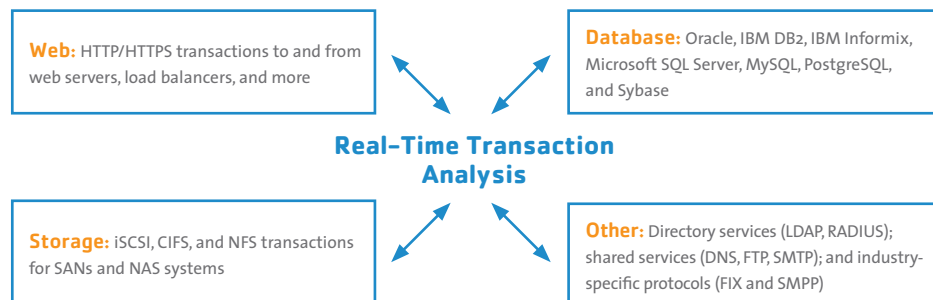 Web: HTTP/HTTPS transactions to and from
web servers, load balancers, and more
Database: Oracle, IBM DB2, IBM Informix,
Microsoft SQL Server, MySQL, PostgreSQL,
and Sybase
Real-Time Transaction
Analysis
Storage: iSCSI, CIFS, and NFS transactions
for SANs and NAS systems
Other: Directory services (LDAP, RADIUS);
shared services (DNS, FTP, SMTP); and industry-
specific protocols (FIX and SMPP)